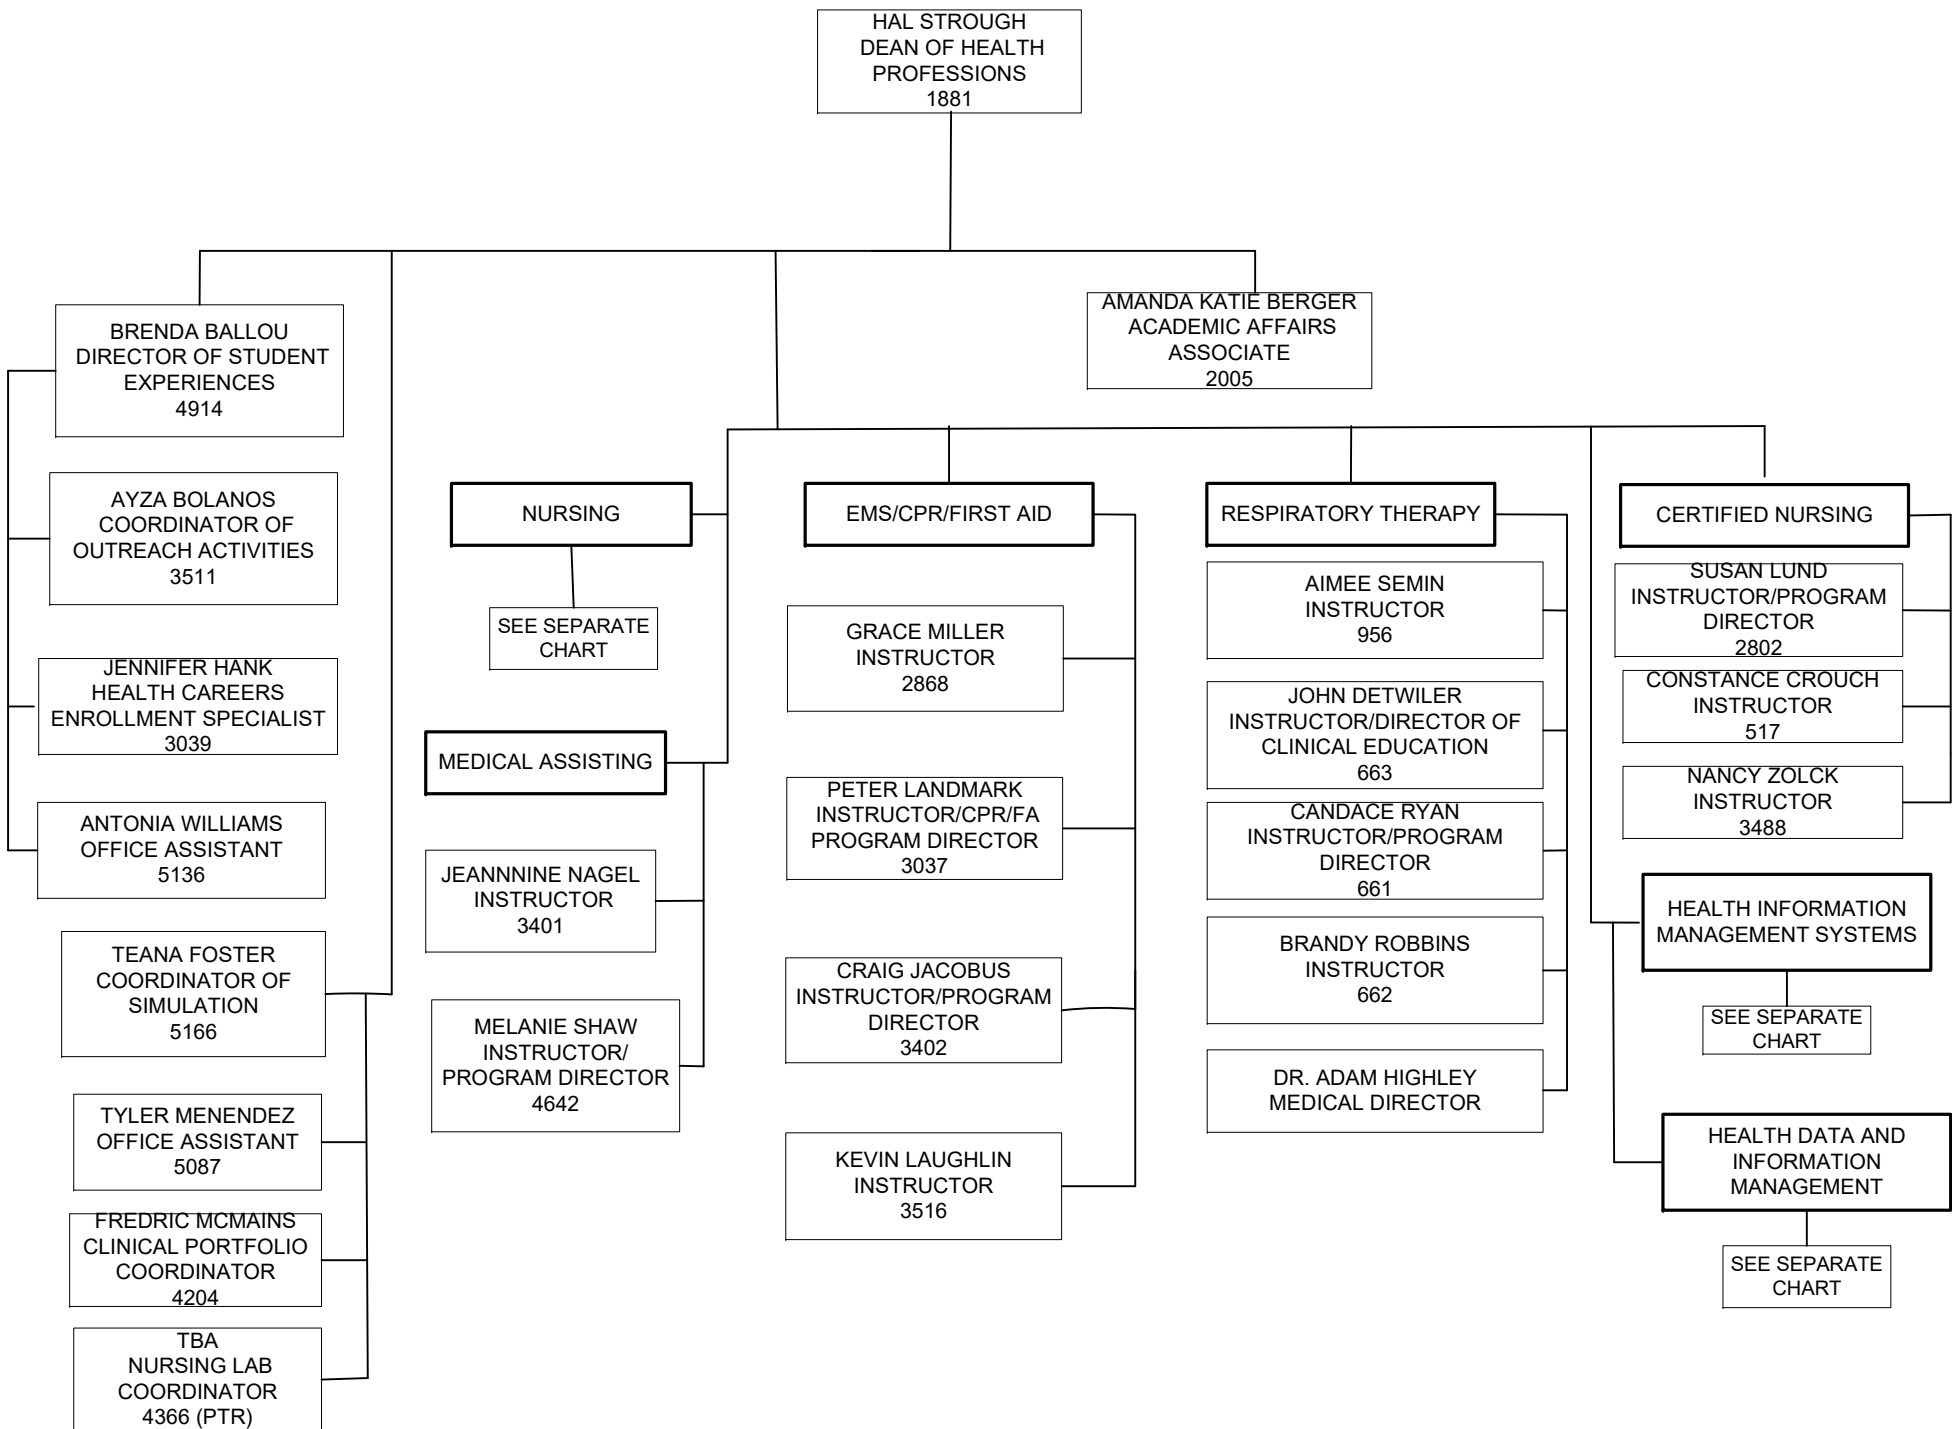 HAL STROUGH
DEAN OF HEALTH
PROFESSIONS
1881
BRENDA BALLOU
DIRECTOR OF STUDENT
EXPERIENCES
4914
AMANDA KATIE BERGER
ACADEMIC AFFAIRS
ASSOCIATE
2005
AYZA BOLANOS
COORDINATOR OF
OUTREACH ACTIVITIES
3511
JENNIFER HANK
HEALTH CAREERS
ENROLLMENT SPECIALIST
3039
ANTONIA WILLIAMS
OFFICE ASSISTANT
5136
TEANA FOSTER
COORDINATOR OF
SIMULATION
5166
TYLER MENENDEZ
OFFICE ASSISTANT
5087
FREDRIC MCMAINS
CLINICAL PORTFOLIO
COORDINATOR
4204
TBA
NURSING LAB
COORDINATOR
4366 (PTR)
NURSING
SEE SEPARATE
CHART
MEDICAL ASSISTING
JEANNNINE NAGEL
INSTRUCTOR
3401
MELANIE SHAW
INSTRUCTOR/
PROGRAM DIRECTOR
4642
EMS/CPR/FIRST AID
GRACE MILLER
INSTRUCTOR
2868
PETER LANDMARK
INSTRUCTOR/CPR/FA
PROGRAM DIRECTOR
3037
CRAIG JACOBUS
INSTRUCTOR/PROGRAM
DIRECTOR
3402
KEVIN LAUGHLIN
INSTRUCTOR
3516
RESPIRATORY THERAPY
AIMEE SEMIN
INSTRUCTOR
956
JOHN DETWILER
INSTRUCTOR/DIRECTOR OF
CLINICAL EDUCATION
663
CANDACE RYAN
INSTRUCTOR/PROGRAM
DIRECTOR
661
BRANDY ROBBINS
INSTRUCTOR
662
DR. ADAM HIGHLEY
MEDICAL DIRECTOR
CERTIFIED NURSING
SUSAN LUND
INSTRUCTOR/PROGRAM
DIRECTOR
2802
CONSTANCE CROUCH
INSTRUCTOR
517
NANCY ZOLCK
INSTRUCTOR
3488
HEALTH INFORMATION
MANAGEMENT SYSTEMS
SEE SEPARATE
CHART
HEALTH DATA AND
INFORMATION
MANAGEMENT
SEE SEPARATE
CHART